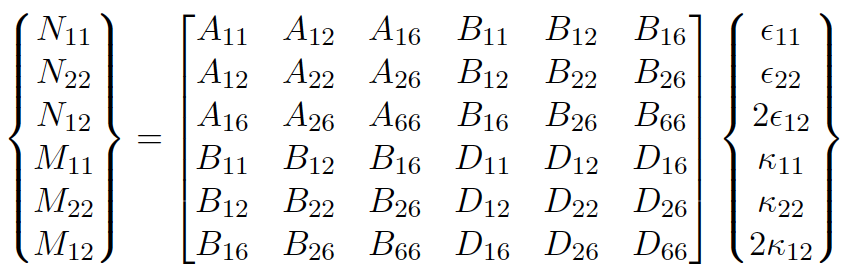 N₁₁ A₁₁ A₁₂ A₁₆ B₁₁ B₁₂ B₁₆ ϵ₁₁
N₂₂ A₁₂ A₂₂ A₂₆ B₁₂ B₂₂ B₂₆ ϵ₂₂
N₁₂ A₁₆ A₂₆ A₆₆ B₁₆ B₂₆ B₆₆ 2ϵ₁₂
M₁₁ = B₁₁ B₁₂ B₁₆ D₁₁ D₁₂ D₁₆ κ₁₁
M₂₂ B₁₂ B₂₂ B₂₆ D₁₂ D₂₂ D₂₆ κ₂₂
M₁₂ B₁₆ B₂₆ B₆₆ D₁₆ D₂₆ D₆₆ 2κ₁₂